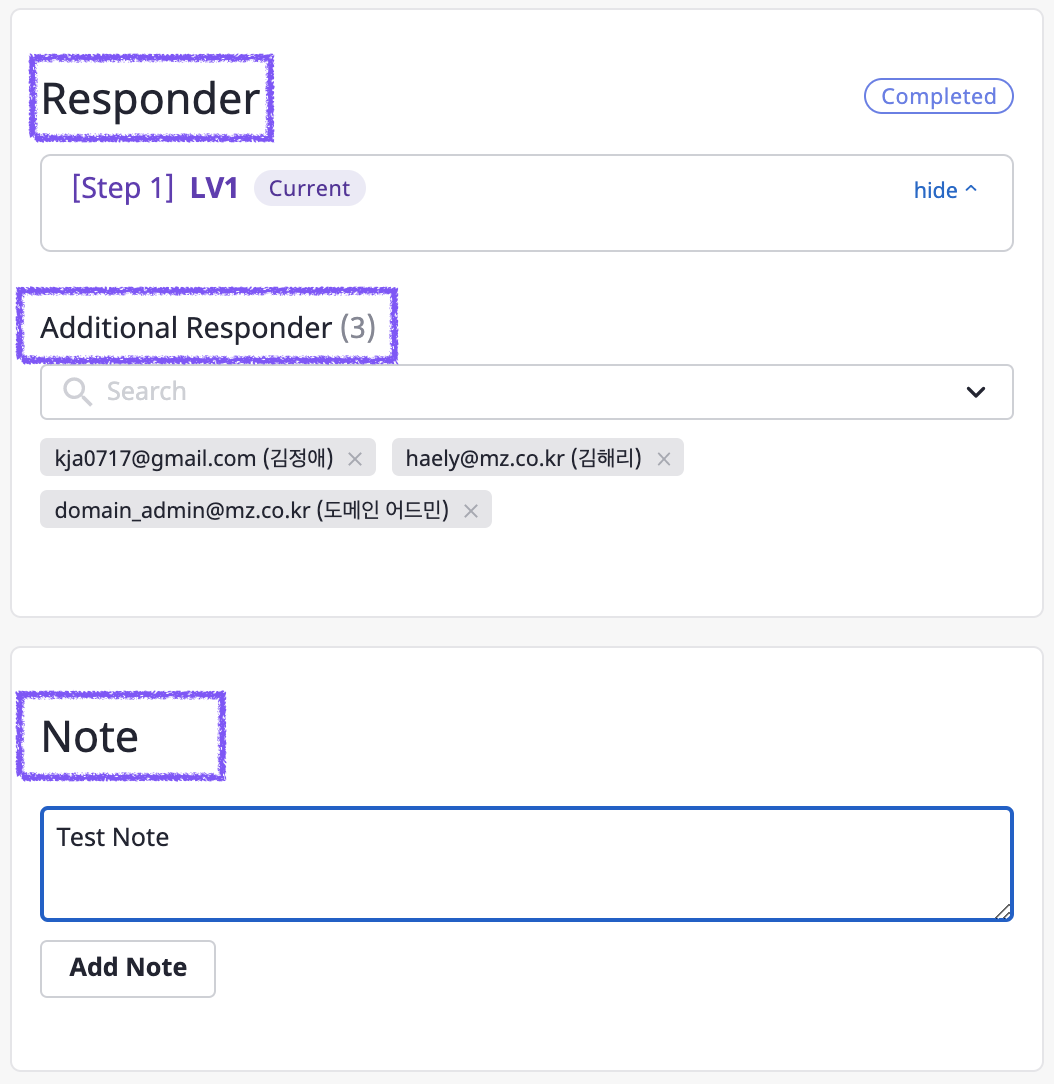 Responder
Completed
[Step 1] LV1 Current hide
Additional Responder (3)
Search
kja0717@gmail.com (김정애) haely@mz.co.kr (김해리)
domain_admin@mz.co.kr (도메인 어드민)
Note
Test Note
Add Note